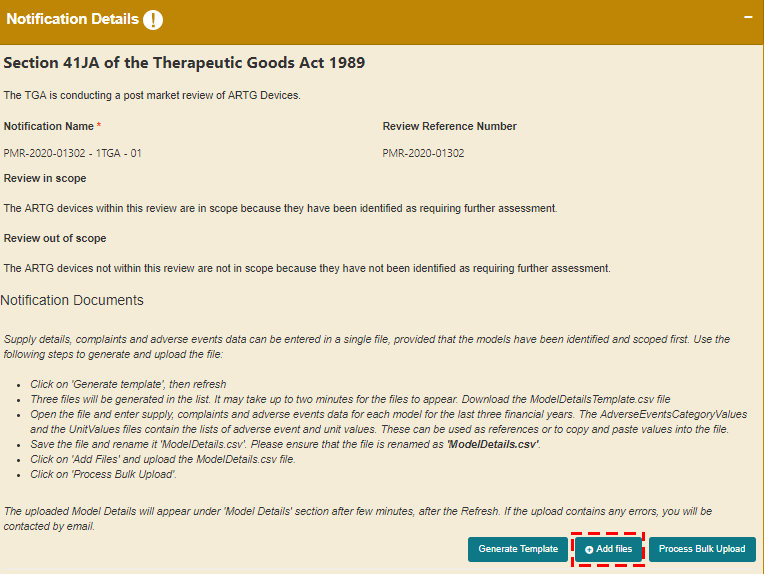 Notification Details !
Section 41JA of the Therapeutic Goods Act 1989
The TGA is conducting a post market review of ARTG Devices.
Notification Name * Review Reference Number
PMR-2020-01302 - 1TGA - 01 PMR-2020-01302
Review in scope
The ARTG devices within this review are in scope because they have been identified as requiring further assessment.
Review out of scope
The ARTG devices not within this review are not in scope because they have not been identified as requiring further assessment.
Notification Documents
Supply details, complaints and adverse events data can be entered in a single file, provided that the models have been identified and scoped first. Use the
following steps to generate and upload the file:
• Click on 'Generate template', then refresh
• Three files will be generated in the list. It may take up to two minutes for the files to appear. Download the ModelDetailsTemplate.csv file
• Open the file and enter supply, complaints and adverse events data for each model for the last three financial years. The AdverseEventsCategoryValues
and the UnitValues files contain the lists of adverse event and unit values. These can be used as references or to copy and paste values into the file.
• Save the file and rename it 'ModelDetails.csv'. Please ensure that the file is renamed as 'ModelDetails.csv'.
• Click on 'Add Files' and upload the ModelDetails.csv file.
• Click on 'Process Bulk Upload'.
The uploaded Model Details will appear under 'Model Details' section after few minutes, after the Refresh. If the upload contains any errors, you will be
contacted by email.
Generate Template Add files Process Bulk Upload